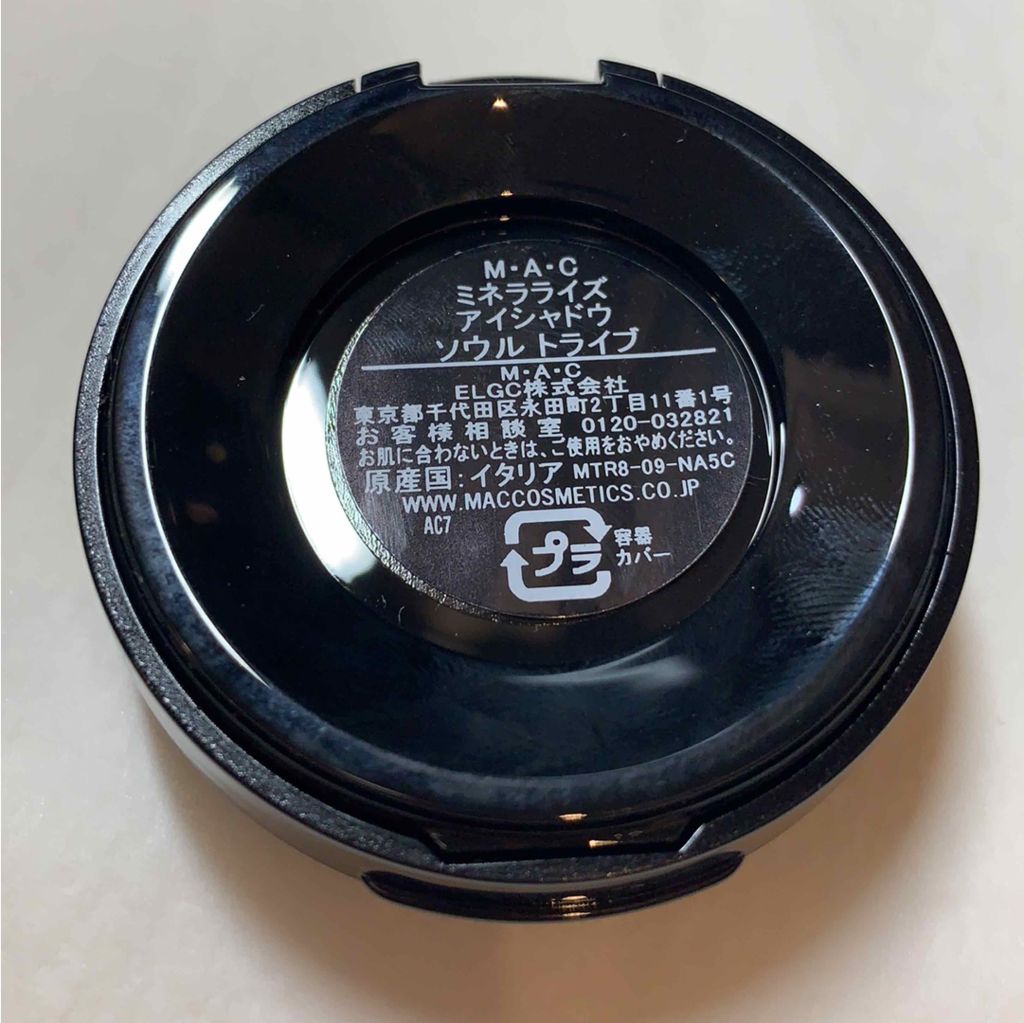 M・A・C
ミネラライズ
アイシャドウ
ソウル トライブ
M・A・C
ELGC株式会社
東京都千代田区永田町2丁目11番1号
お客様相談室 0120-032821
お肌に合わないときは、ご使用をおやめください。
原産国:イタリア MTR8-09-NA5C
WWW.MACCOSMETICS.CO.JP
AC7
プラ
容器
カバー